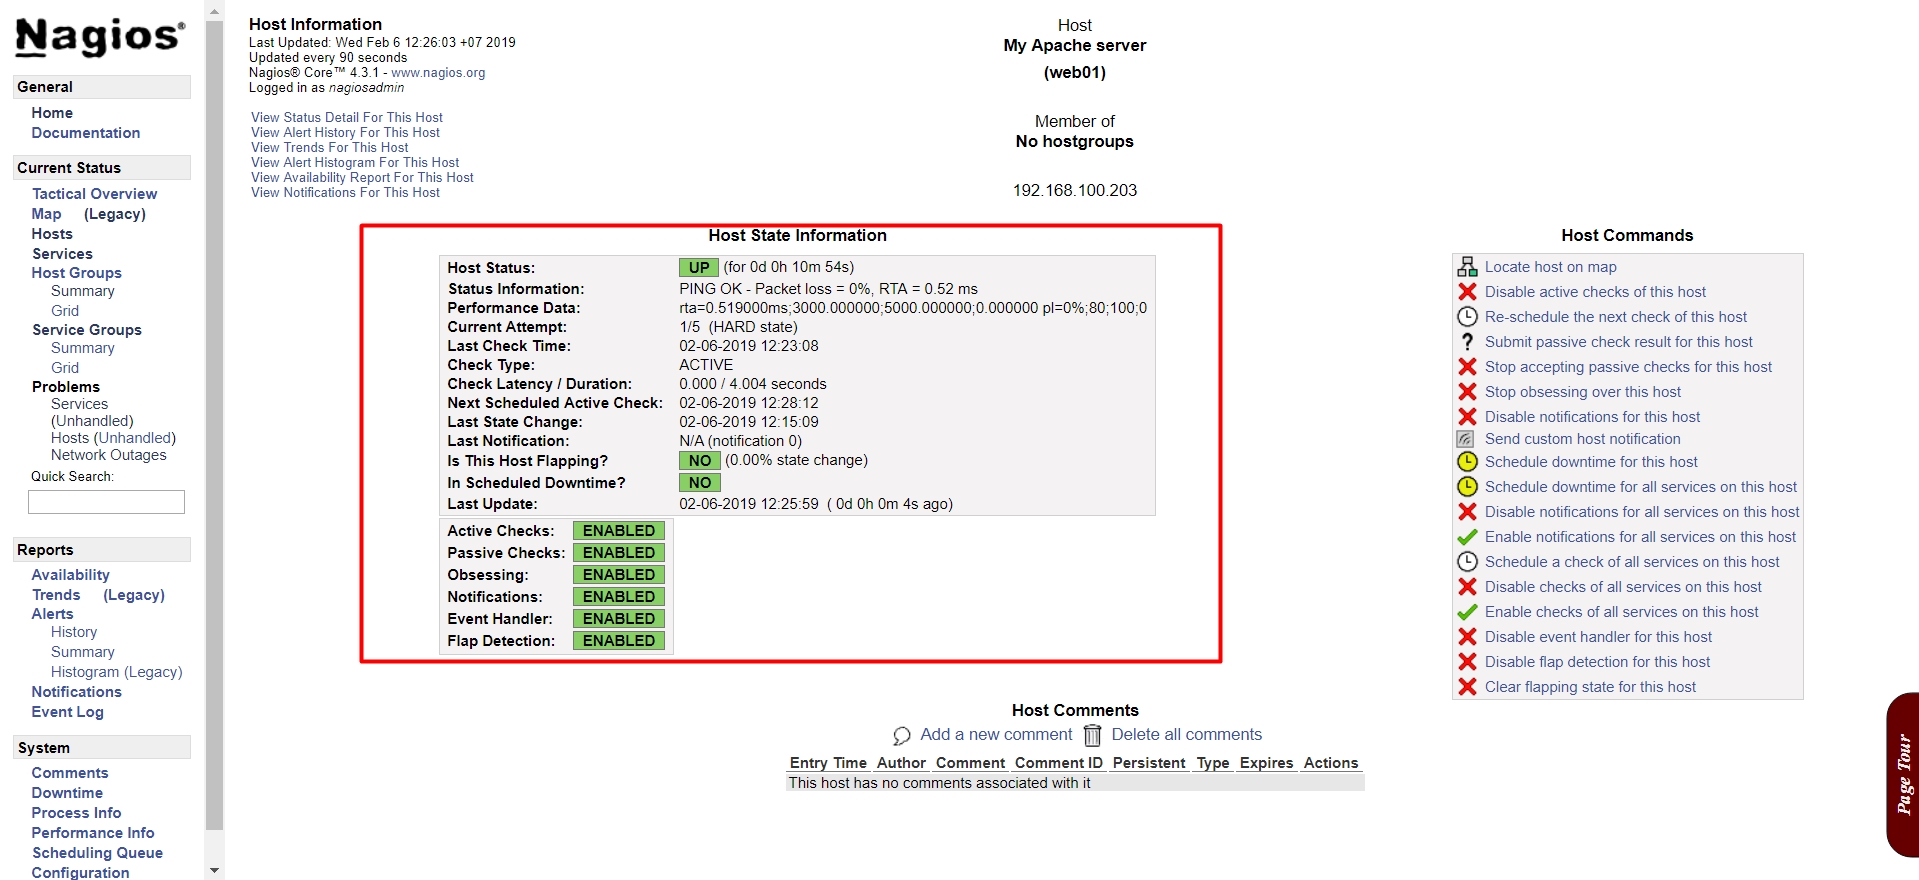 Nagios®
General
Home
Documentation
Current Status
Tactical Overview
Map (Legacy)
Hosts
Services
Host Groups
Summary
Grid
Service Groups
Summary
Grid
Problems
Services
(Unhandled)
Hosts (Unhandled)
Network Outages
Quick Search:
Reports
Availability
Trends (Legacy)
Alerts
History
Summary
Histogram (Legacy)
Notifications
Event Log
System
Comments
Downtime
Process Info
Performance Info
Scheduling Queue
Configuration
Host Information
Last Updated: Wed Feb 6 12:26:03 +07 2019
Updated every 90 seconds
Nagios® Core™ 4.3.1 - www.nagios.org
Logged in as nagiosadmin
View Status Detail For This Host
View Alert History For This Host
View Trends For This Host
View Alert Histogram For This Host
View Availability Report For This Host
View Notifications For This Host
Host
My Apache server
(web01)
Member of
No hostgroups
192.168.100.203
Host State Information
Host Status: UP (for 0d 0h 10m 54s)
Status Information: PING OK - Packet loss = 0%, RTA = 0.52 ms
Performance Data: rta=0.519000ms;3000.000000;5000.000000;0.000000 pl=0%;80;100;0
Current Attempt: 1/5 (HARD state)
Last Check Time: 02-06-2019 12:23:08
Check Type: ACTIVE
Check Latency / Duration: 0.000 / 4.004 seconds
Next Scheduled Active Check: 02-06-2019 12:28:12
Last State Change: 02-06-2019 12:15:09
Last Notification: N/A (notification 0)
Is This Host Flapping? NO (0.00% state change)
In Scheduled Downtime? NO
Last Update: 02-06-2019 12:25:59 ( 0d 0h 0m 4s ago)
Active Checks: ENABLED
Passive Checks: ENABLED
Obsessing: ENABLED
Notifications: ENABLED
Event Handler: ENABLED
Flap Detection: ENABLED
Host Commands
Locate host on map
Disable active checks of this host
Re-schedule the next check of this host
Submit passive check result for this host
Stop accepting passive checks for this host
Stop obsessing over this host
Disable notifications for this host
Send custom host notification
Schedule downtime for this host
Schedule downtime for all services on this host
Disable notifications for all services on this host
Enable notifications for all services on this host
Schedule a check of all services on this host
Disable checks of all services on this host
Enable checks of all services on this host
Disable event handler for this host
Disable flap detection for this host
Clear flapping state for this host
Host Comments
Add a new comment Delete all comments
Entry Time Author Comment Comment ID Persistent Type Expires Actions
This host has no comments associated with it
Page Tour